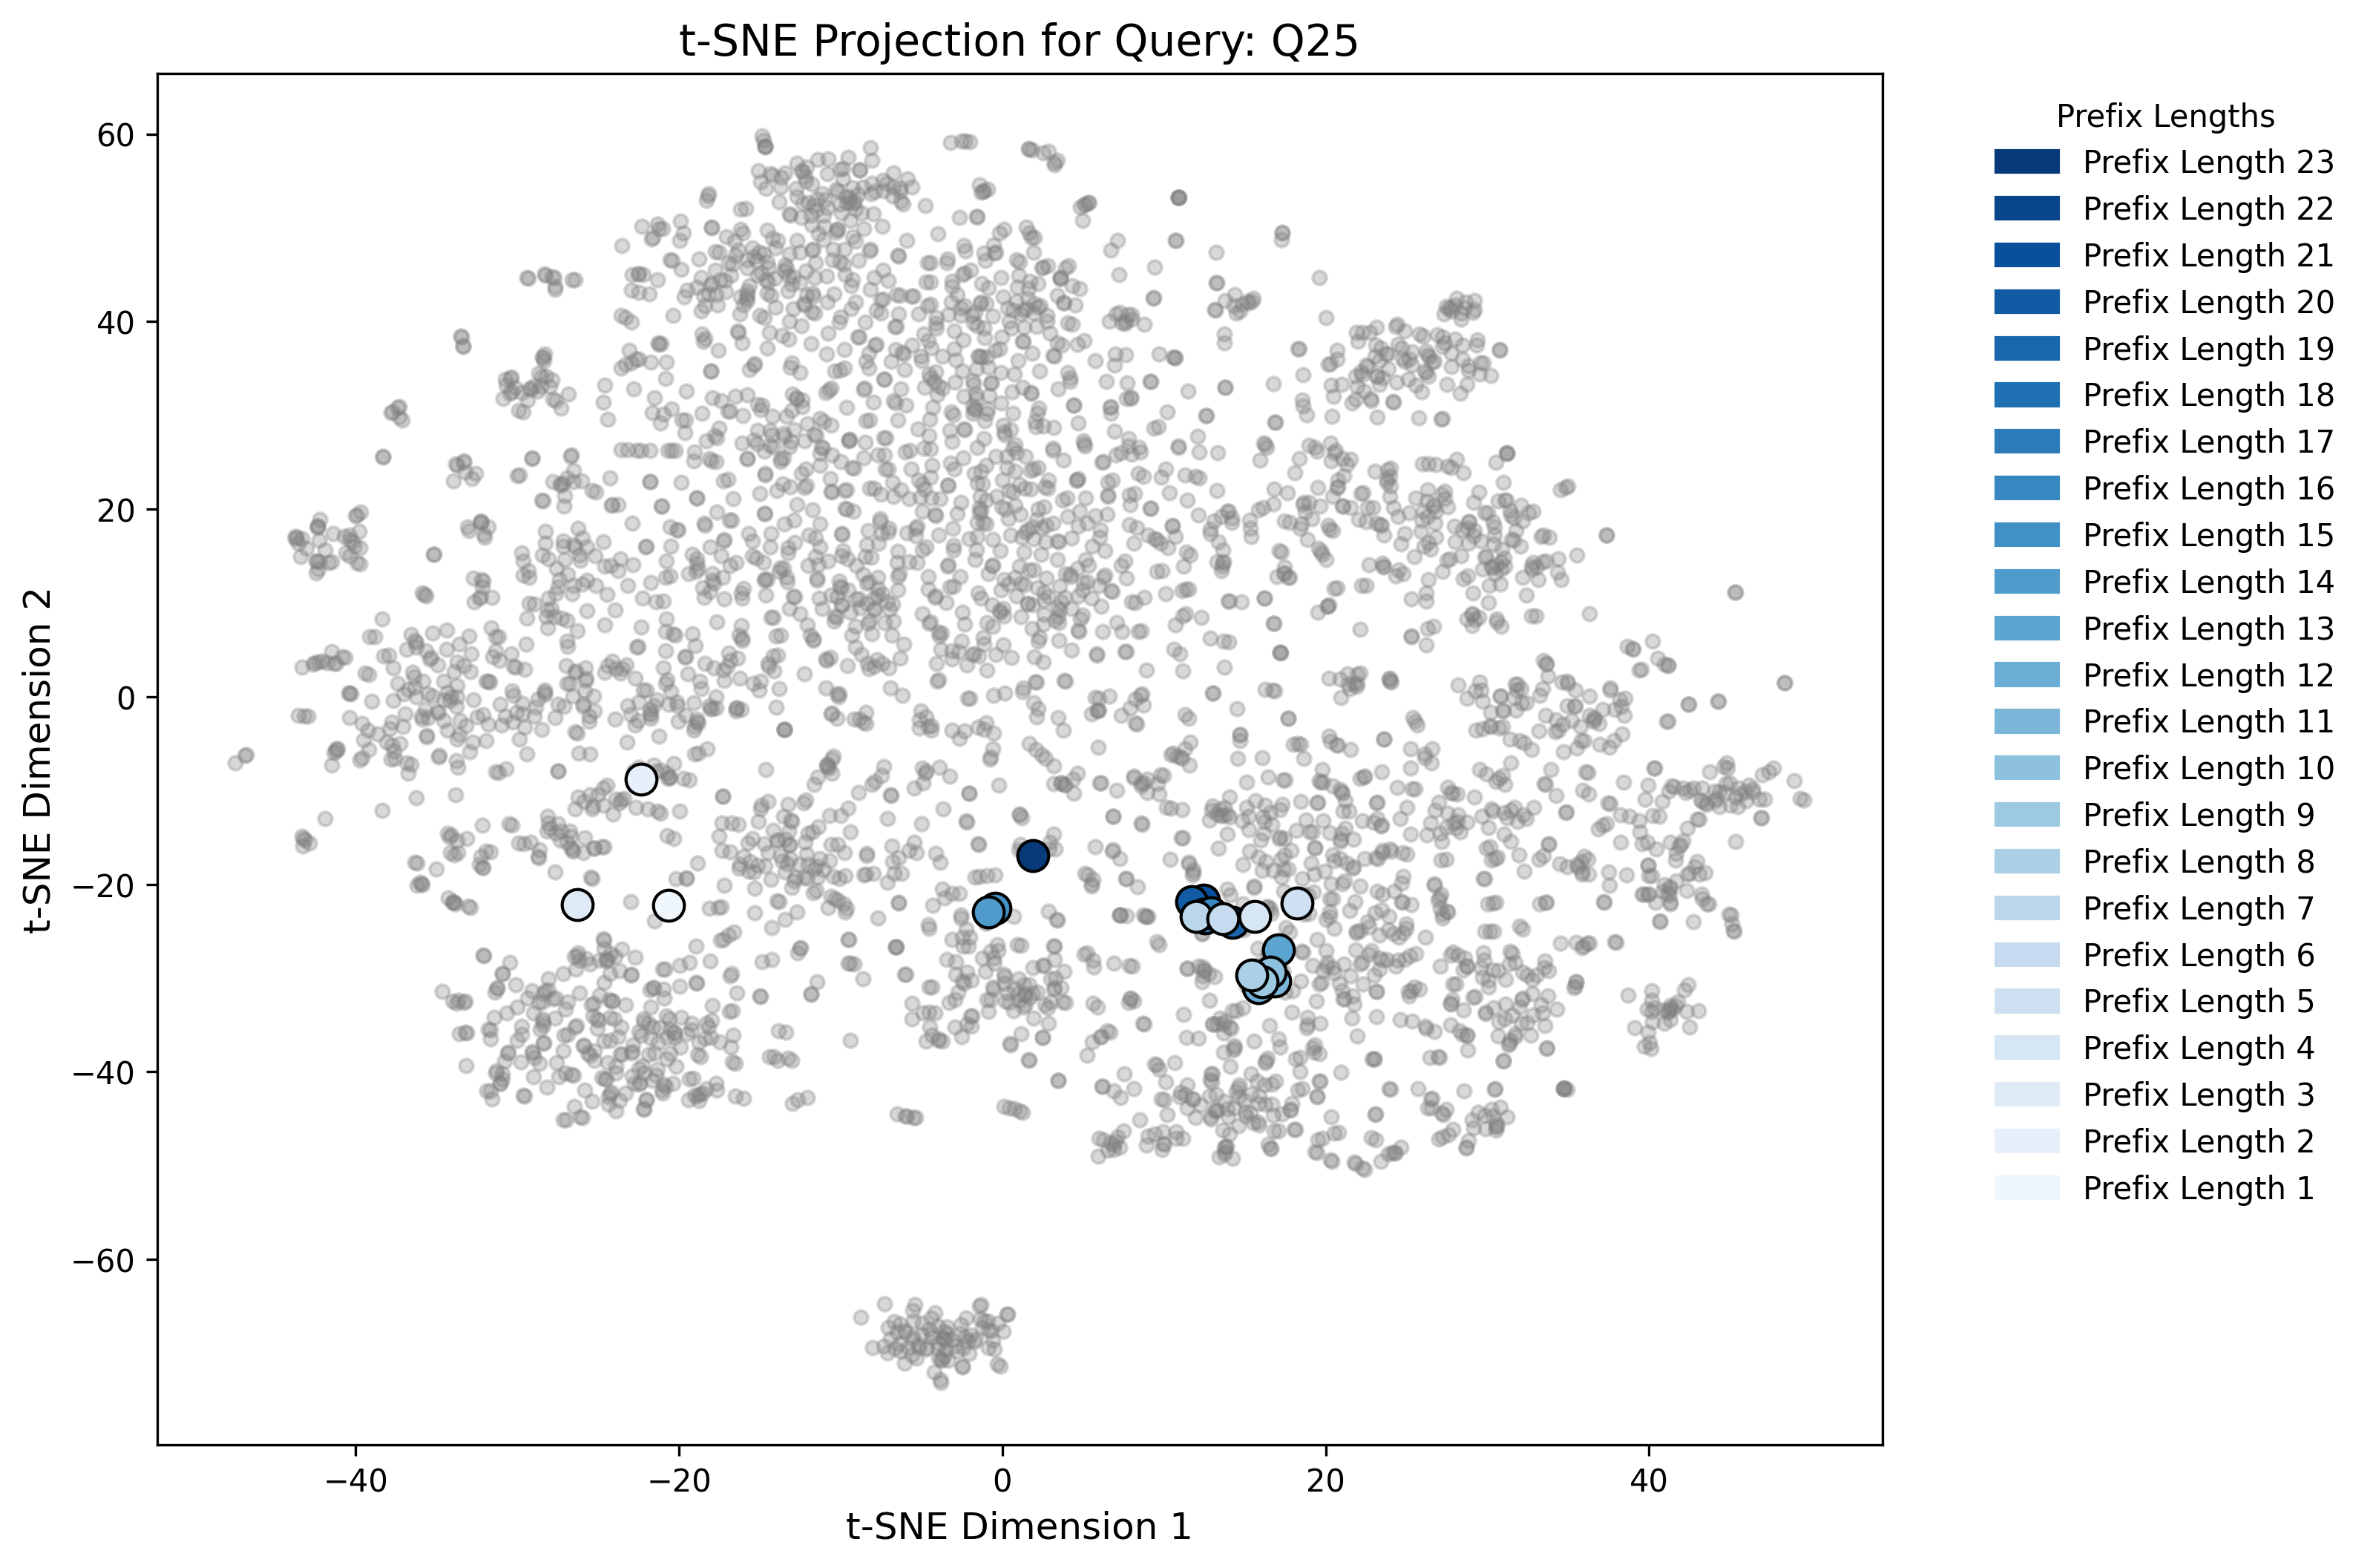 t-SNE Projection for Query: Q25
t-SNE Dimension 2
60
40
20
0
−20
−40
−60
−40
−20
0
20
40
t-SNE Dimension 1
Prefix Lengths
Prefix Length 23
Prefix Length 22
Prefix Length 21
Prefix Length 20
Prefix Length 19
Prefix Length 18
Prefix Length 17
Prefix Length 16
Prefix Length 15
Prefix Length 14
Prefix Length 13
Prefix Length 12
Prefix Length 11
Prefix Length 10
Prefix Length 9
Prefix Length 8
Prefix Length 7
Prefix Length 6
Prefix Length 5
Prefix Length 4
Prefix Length 3
Prefix Length 2
Prefix Length 1